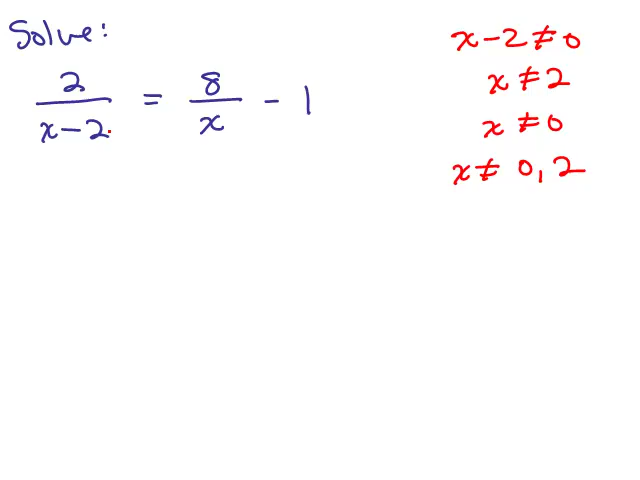 Solve:
2/(x-2) = 8/x - 1
x-2≠0
x≠2
x≠0
x≠0,2